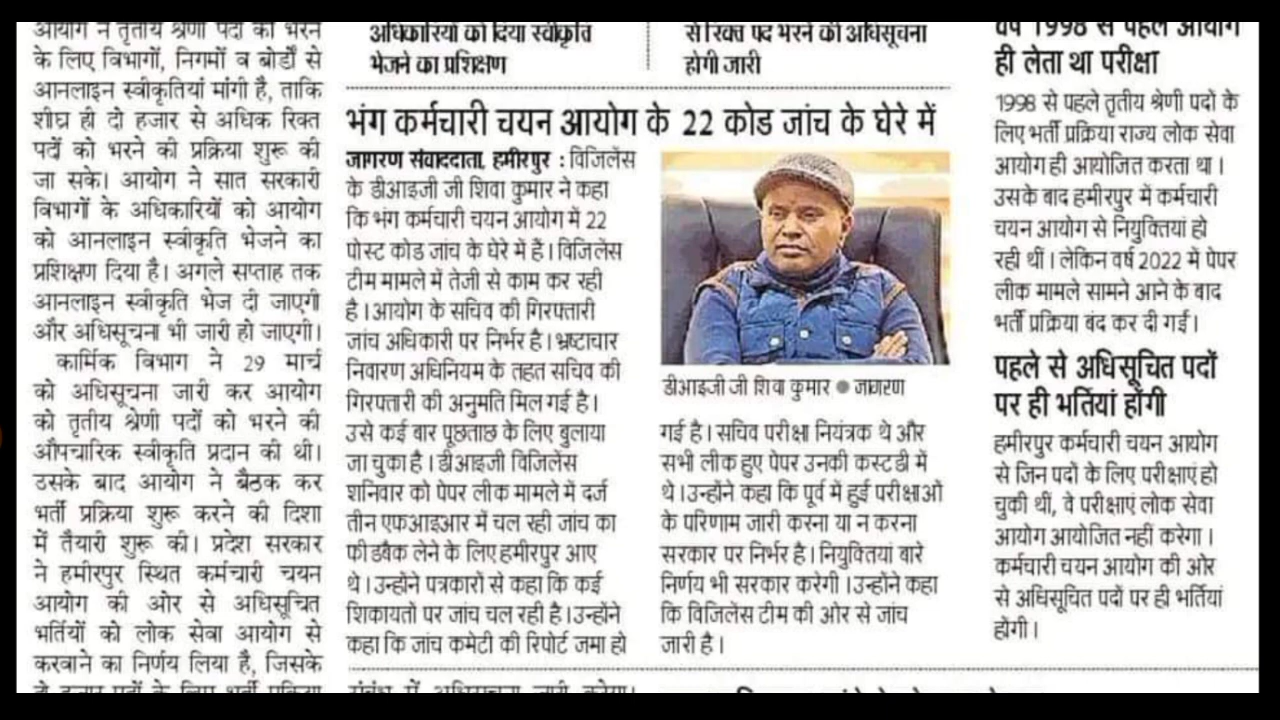 आयोग ने तृतीय श्रेणी पदों को भरने
के लिए विभागों, निगमों व बोर्डों से
आनलाइन स्वीकृतियां मांगी है, ताकि
शीघ्र ही दो हजार से अधिक रिक्त
पदों को भरने की प्रक्रिया शुरू की
जा सके। आयोग ने सात सरकारी
विभागों के अधिकारियों को आयोग
को आनलाइन स्वीकृति भेजने का
प्रशिक्षण दिया है। अगले सप्ताह तक
आनलाइन स्वीकृति भेज दी जाएगी
और अधिसूचना भी जारी हो जाएगी।
कार्मिक विभाग ने 29 मार्च
को अधिसूचना जारी कर आयोग
को तृतीय श्रेणी पदों को भरने की
औपचारिक स्वीकृति प्रदान की थी।
उसके बाद आयोग ने बैठक कर
भर्ती प्रक्रिया शुरू करने की दिशा
में तैयारी शुरू की। प्रदेश सरकार
ने हमीरपुर स्थित कर्मचारी चयन
आयोग की ओर से अधिसूचित
भर्तियों को लोक सेवा आयोग से
करवाने का निर्णय लिया है, जिसके
दो हजार पदों के लिए भर्ती प्रक्रिया
अधिकारियों को दिया स्वीकृति
भेजने का प्रशिक्षण
से रिक्त पद भरने की अधिसूचना
होगी जारी
भंग कर्मचारी चयन आयोग के 22 कोड जांच के घेरे में
जागरण संवाददाता, हमीरपुर : विजिलेंस
के डीआइजी जी शिवा कुमार ने कहा
कि भंग कर्मचारी चयन आयोग में 22
पोस्ट कोड जांच के घेरे में हैं। विजिलेंस
टीम मामले में तेजी से काम कर रही
है। आयोग के सचिव की गिरफ्तारी
जांच अधिकारी पर निर्भर है। भ्रष्टाचार
निवारण अधिनियम के तहत सचिव की
गिरफ्तारी की अनुमति मिल गई है।
उसे कई बार पूछताछ के लिए बुलाया
जा चुका है। डीआइजी विजिलेंस
शनिवार को पेपर लीक मामले में दर्ज
तीन एफआइआर में चल रही जांच का
फीडबैक लेने के लिए हमीरपुर आए
थे। उन्होंने पत्रकारों से कहा कि कई
शिकायतों पर जांच चल रही है। उन्होंने
कहा कि जांच कमेटी की रिपोर्ट जमा हो
डीआइजी जी शिवा कुमार ● जागरण
गई है। सचिव परीक्षा नियंत्रक थे और
सभी लीक हुए पेपर उनकी कस्टडी में
थे। उन्होंने कहा कि पूर्व में हुई परीक्षाओं
के परिणाम जारी करना या न करना
सरकार पर निर्भर है। नियुक्तियां बारे
निर्णय भी सरकार करेगी। उन्होंने कहा
कि विजिलेंस टीम की ओर से जांच
जारी है।
संबंध में अधिसूचना जारी करेगा।
वर्ष 1998 से पहले आयोग
ही लेता था परीक्षा
1998 से पहले तृतीय श्रेणी पदों के
लिए भर्ती प्रक्रिया राज्य लोक सेवा
आयोग ही आयोजित करता था।
उसके बाद हमीरपुर में कर्मचारी
चयन आयोग से नियुक्तियां हो
रही थीं। लेकिन वर्ष 2022 में पेपर
लीक मामले सामने आने के बाद
भर्ती प्रक्रिया बंद कर दी गई।
पहले से अधिसूचित पदों
पर ही भर्तियां होंगी
हमीरपुर कर्मचारी चयन आयोग
से जिन पदों के लिए परीक्षाएं हो
चुकी थीं, वे परीक्षाएं लोक सेवा
आयोग आयोजित नहीं करेगा।
कर्मचारी चयन आयोग की ओर
से अधिसूचित पदों पर ही भर्तियां
होंगी।